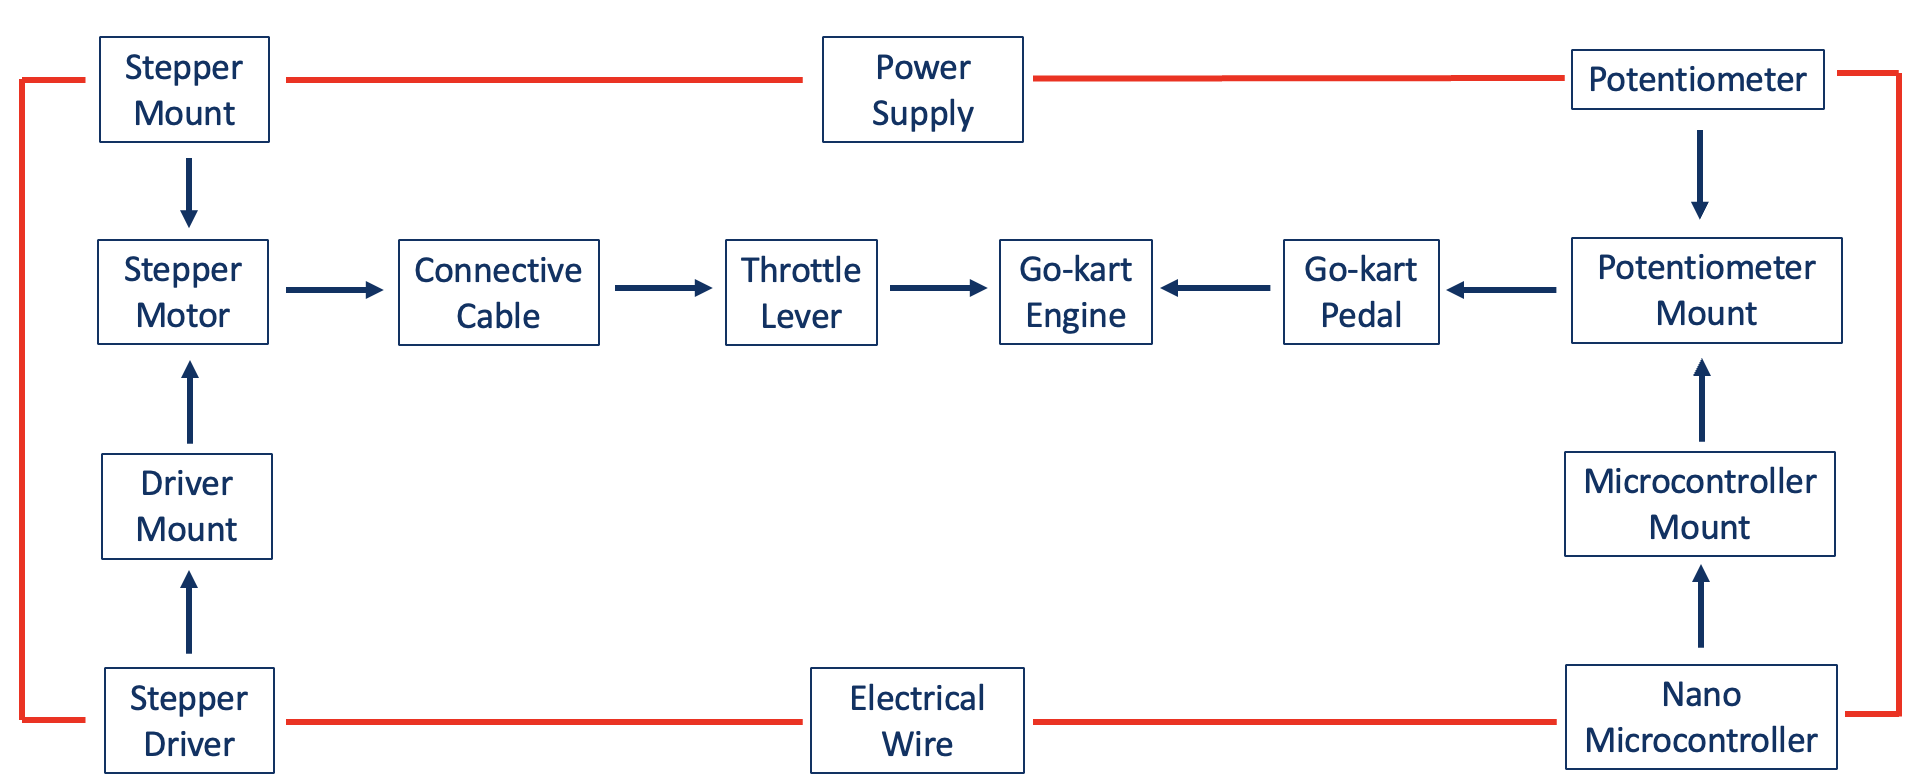 Stepper
Mount
Power
Supply
Potentiometer
Stepper
Motor
Connective
Cable
Throttle
Lever
Go-kart
Engine
Go-kart
Pedal
Potentiometer
Mount
Driver
Mount
Microcontroller
Mount
Stepper
Driver
Electrical
Wire
Nano
Microcontroller